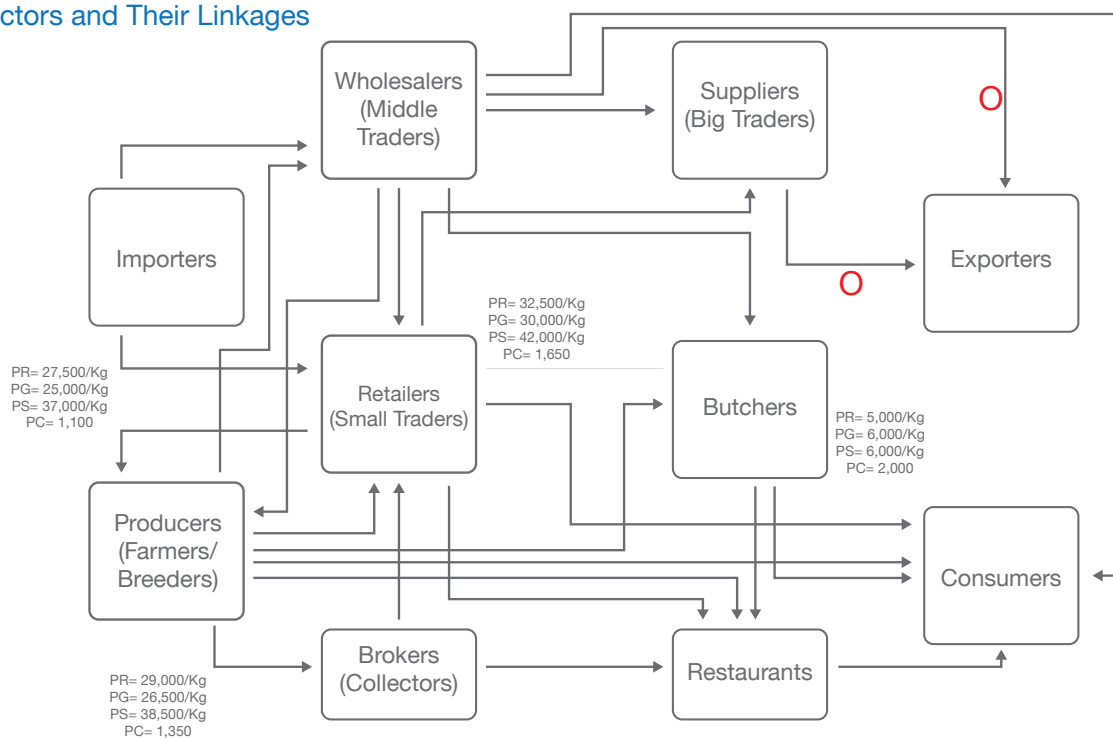 ctors and Their Linkages
Wholesalers
(Middle
Traders)
Suppliers
(Big Traders)
O
Importers
Exporters
O
PR= 32,500/Kg
PG= 30,000/Kg
PS= 42,000/Kg
PC= 1,650
PR= 27,500/Kg
PG= 25,000/Kg
PS= 37,000/Kg
PC= 1,100
Retailers
(Small Traders)
Butchers
PR= 5,000/Kg
PG= 6,000/Kg
PS= 6,000/Kg
PC= 2,000
Producers
(Farmers/
Breeders)
Consumers
Brokers
(Collectors)
Restaurants
PR= 29,000/Kg
PG= 26,500/Kg
PS= 38,500/Kg
PC= 1,350